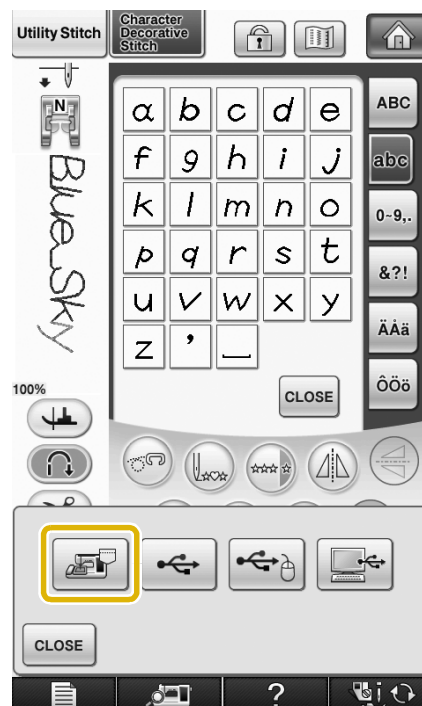 Utility Stitch
Character
Decorative
Stitch
N
Blue_Sky
100%
a b c d e
f g h i j
k l m n o
p q r s t
u v w x y
z ' _
CLOSE
ABC
abc
0~9,.
&?!
ÄÅä
ÔÖö
CLOSE
?